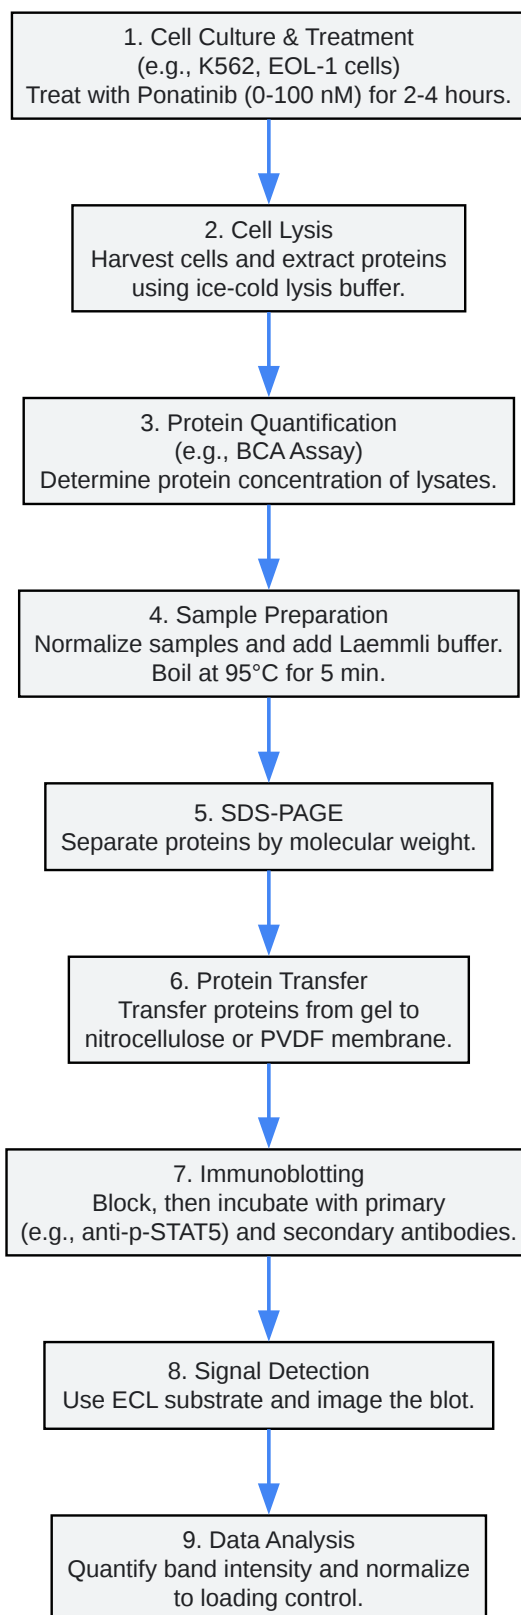 1. Cell Culture & Treatment
(e.g., K562, EOL-1 cells)
Treat with Ponatinib (0-100 nM) for 2-4 hours.
2. Cell Lysis
Harvest cells and extract proteins
using ice-cold lysis buffer.
3. Protein Quantification
(e.g., BCA Assay)
Determine protein concentration of lysates.
4. Sample Preparation
Normalize samples and add Laemmli buffer.
Boil at 95°C for 5 min.
5. SDS-PAGE
Separate proteins by molecular weight.
6. Protein Transfer
Transfer proteins from gel to
nitrocellulose or PVDF membrane.
7. Immunoblotting
Block, then incubate with primary
(e.g., anti-p-STAT5) and secondary antibodies.
8. Signal Detection
Use ECL substrate and image the blot.
9. Data Analysis
Quantify band intensity and normalize
to loading control.